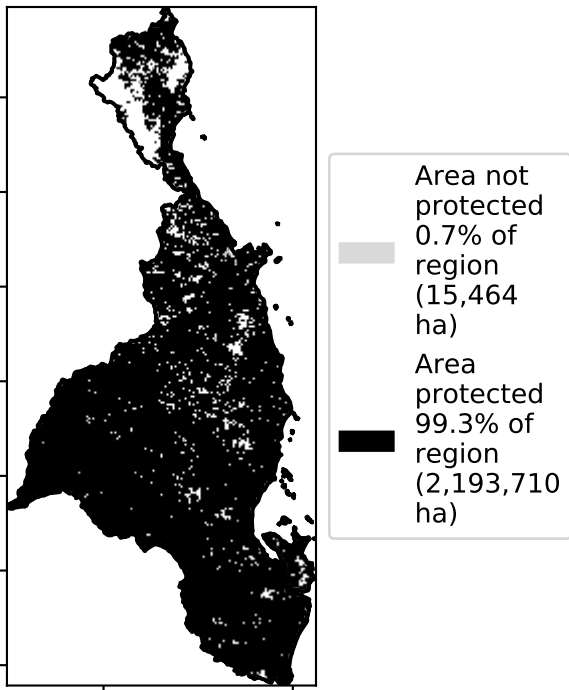 Area not
protected
0.7% of
region
(15,464
ha)
Area
protected
99.3% of
region
(2,193,710
ha)